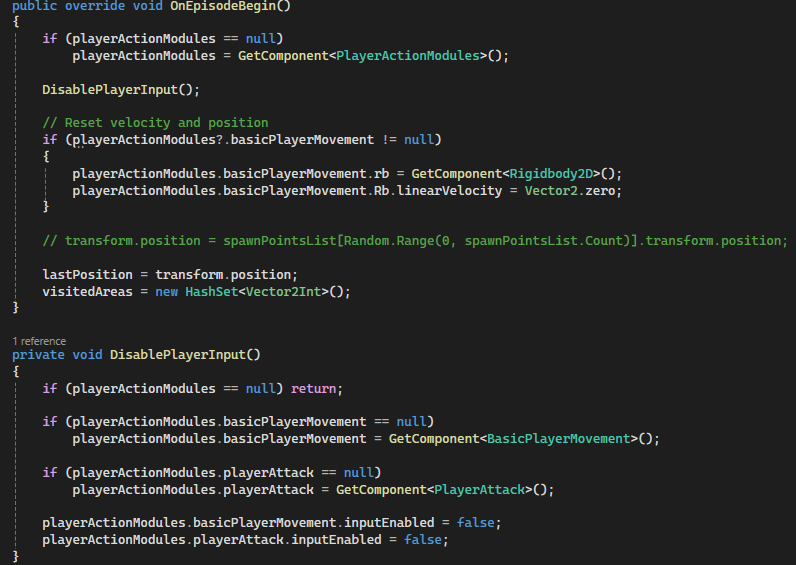 public override void OnEpisodeBegin()
{
    if (playerActionModules == null)
        playerActionModules = GetComponent<PlayerActionModules>();

    DisablePlayerInput();

    // Reset velocity and position
    if (playerActionModules?.basicPlayerMovement != null)
    {
        playerActionModules.basicPlayerMovement.rb = GetComponent<Rigidbody2D>();
        playerActionModules.basicPlayerMovement.Rb.linearVelocity = Vector2.zero;
    }

    // transform.position = spawnPointsList[Random.Range(0, spawnPointsList.Count)].transform.position;

    lastPosition = transform.position;
    visitedAreas = new HashSet<Vector2Int>();
}

1 reference
private void DisablePlayerInput()
{
    if (playerActionModules == null) return;

    if (playerActionModules.basicPlayerMovement == null)
        playerActionModules.basicPlayerMovement = GetComponent<BasicPlayerMovement>();

    if (playerActionModules.playerAttack == null)
        playerActionModules.playerAttack = GetComponent<PlayerAttack>();

    playerActionModules.basicPlayerMovement.inputEnabled = false;
    playerActionModules.playerAttack.inputEnabled = false;
}